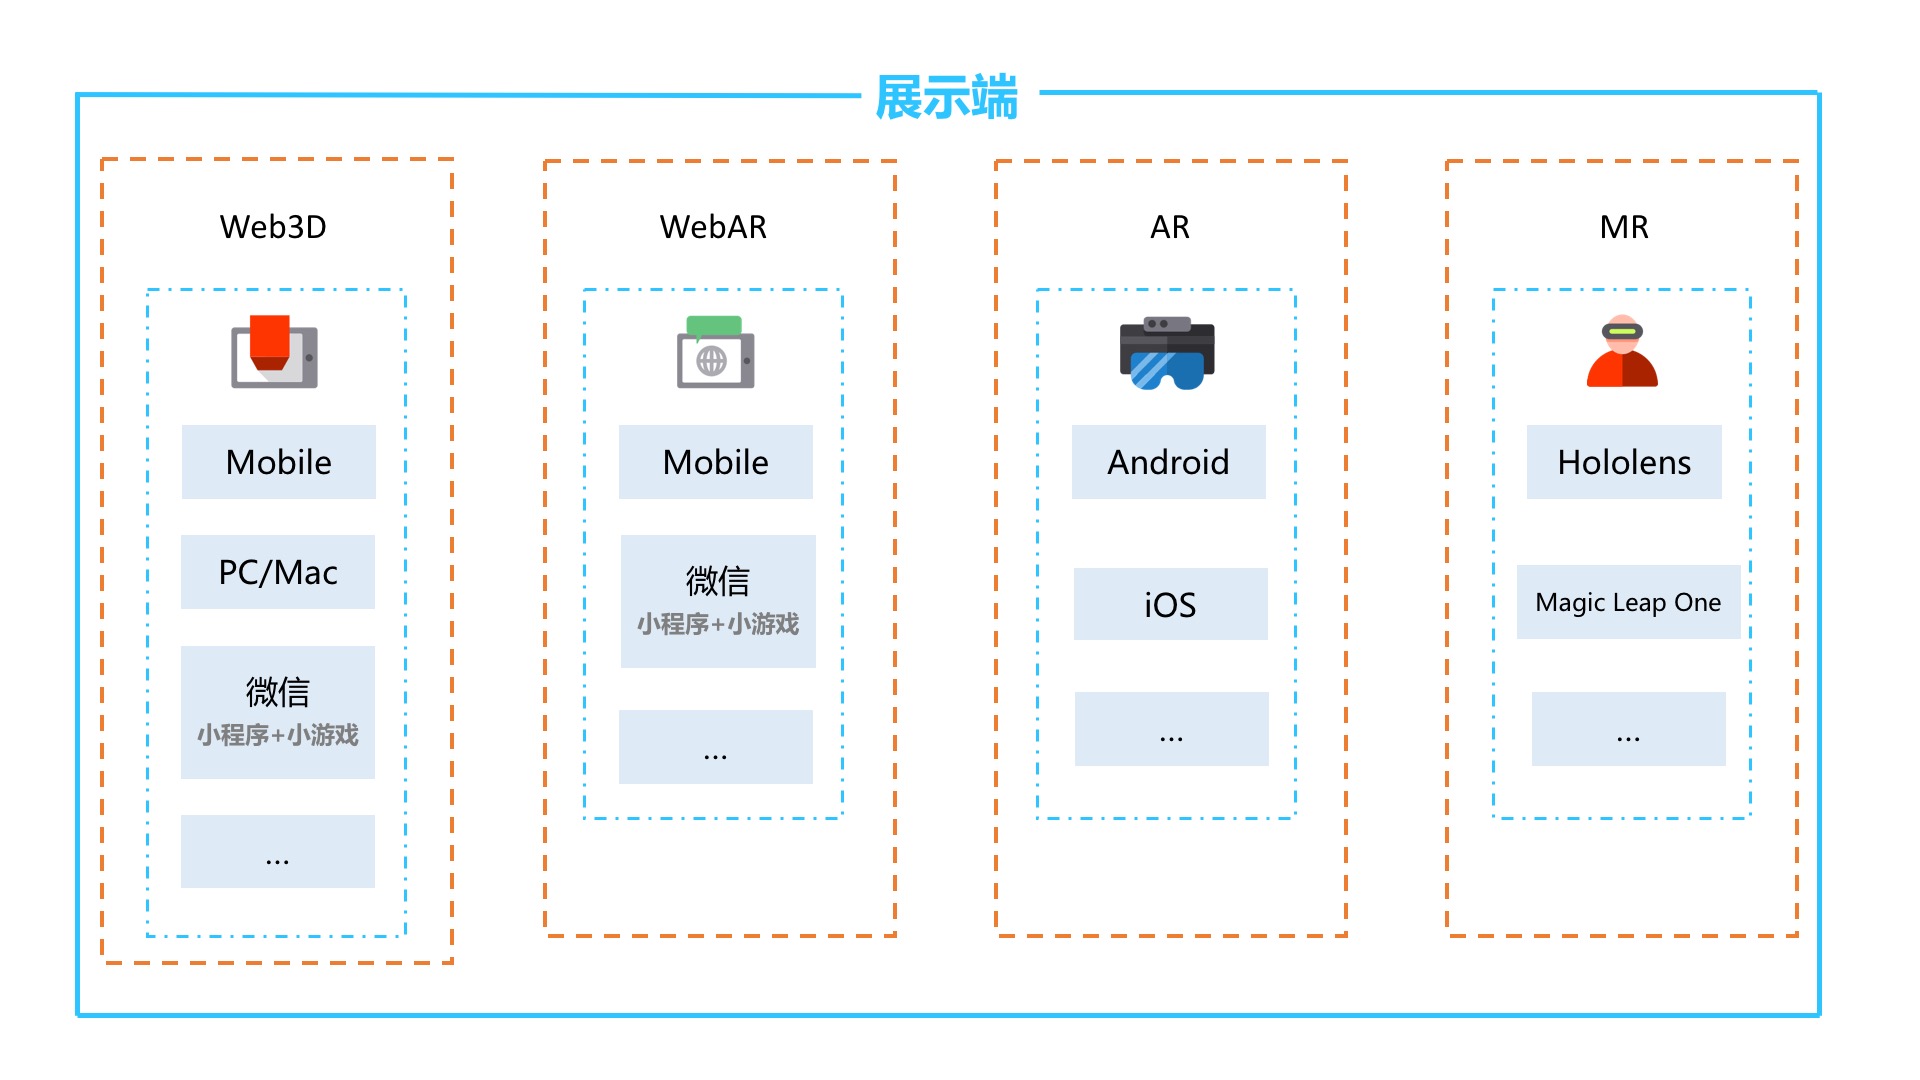 展示端
Web3D
Mobile
PC/Mac
微信
小程序+小游戏
...
WebAR
Mobile
微信
小程序+小游戏
...
AR
Android
iOS
...
MR
Hololens
Magic Leap One
...